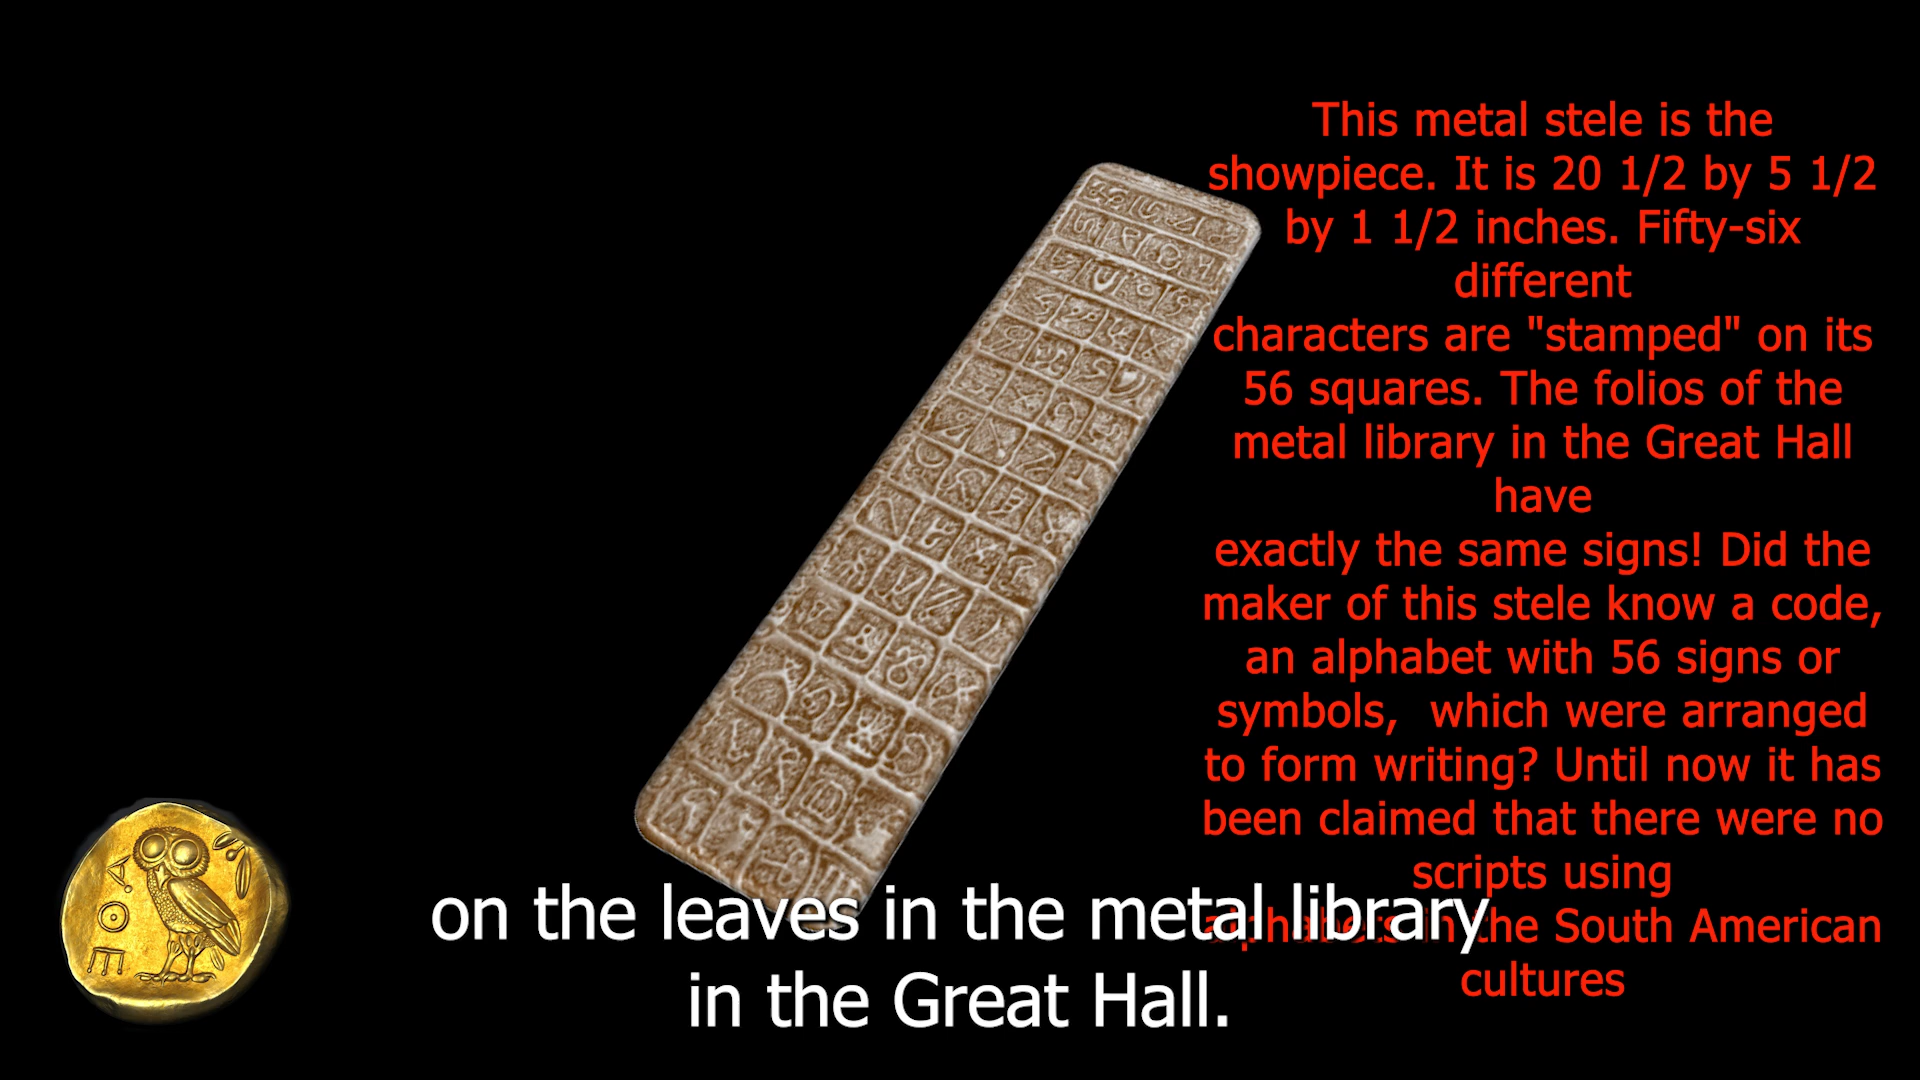 This metal stele is the
showpiece. It is 20 1/2 by 5 1/2
by 1 1/2 inches. Fifty-six
different
characters are "stamped" on its
56 squares. The folios of the
metal library in the Great Hall
have
exactly the same signs! Did the
maker of this stele know a code,
an alphabet with 56 signs or
symbols,  which were arranged
to form writing? Until now it has
been claimed that there were no
scripts using
alphabets in the South American
cultures
on the leaves in the metal library
in the Great Hall.
ΑΘΕ